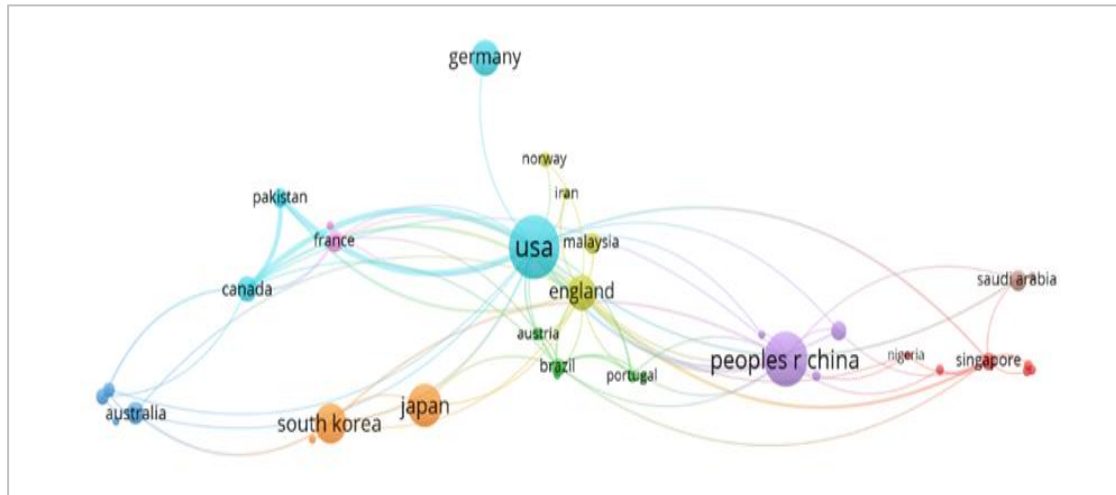 germany
norway
iran
pakistan
france
usa
malaysia
canada
england
saudi arabia
austria
peoples r china
nigeria
singapore
brazil
portugal
japan
australia
south korea